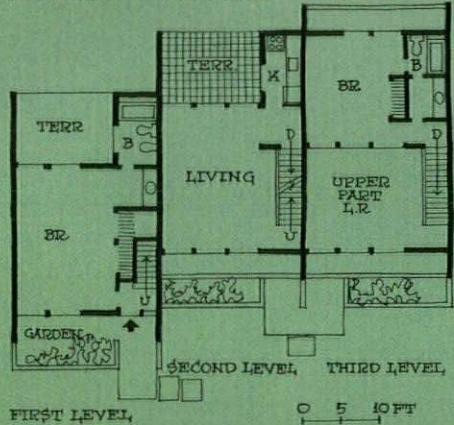 TERR
B
BR
U
GARDEN
FIRST LEVEL
TERR.
K
LIVING
D
U
SECOND LEVEL
BR
B
D
UPPER
PART
L.R
THIRD LEVEL
0 5 10 FT